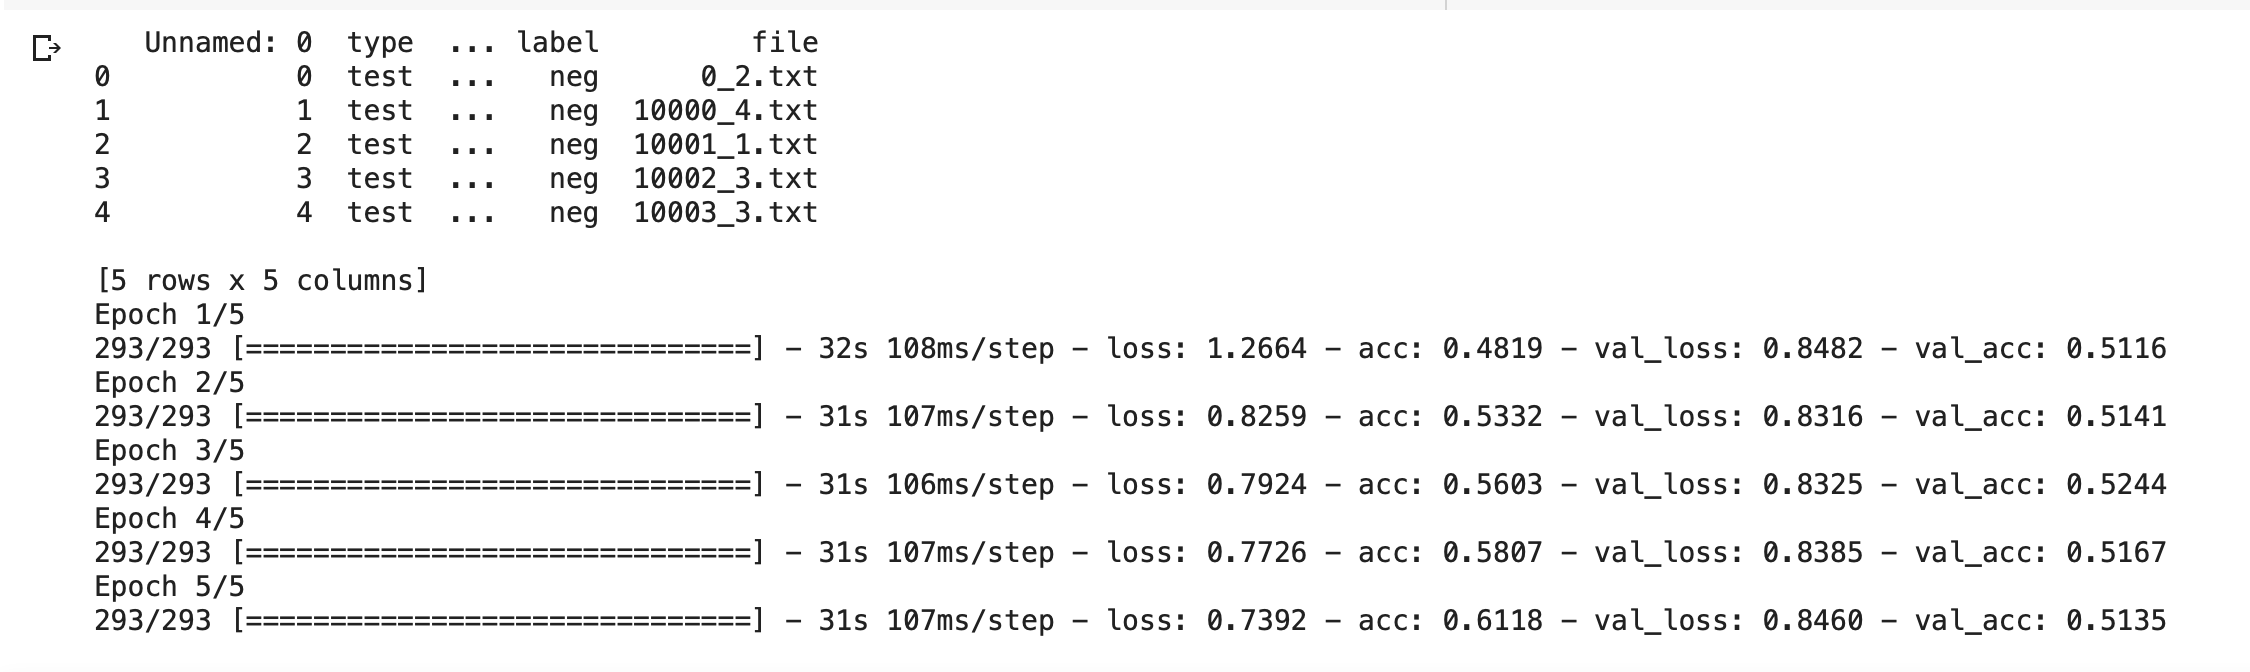 Unnamed: 0 type ... label file
0 0 test ... neg 0_2.txt
1 1 test ... neg 10000_4.txt
2 2 test ... neg 10001_1.txt
3 3 test ... neg 10002_3.txt
4 4 test ... neg 10003_3.txt
[5 rows x 5 columns]
Epoch 1/5
293/293 [==============================] - 32s 108ms/step - loss: 1.2664 - acc: 0.4819 - val_loss: 0.8482 - val_acc: 0.5116
Epoch 2/5
293/293 [==============================] - 31s 107ms/step - loss: 0.8259 - acc: 0.5332 - val_loss: 0.8316 - val_acc: 0.5141
Epoch 3/5
293/293 [==============================] - 31s 106ms/step - loss: 0.7924 - acc: 0.5603 - val_loss: 0.8325 - val_acc: 0.5244
Epoch 4/5
293/293 [==============================] - 31s 107ms/step - loss: 0.7726 - acc: 0.5807 - val_loss: 0.8385 - val_acc: 0.5167
Epoch 5/5
293/293 [==============================] - 31s 107ms/step - loss: 0.7392 - acc: 0.6118 - val_loss: 0.8460 - val_acc: 0.5135